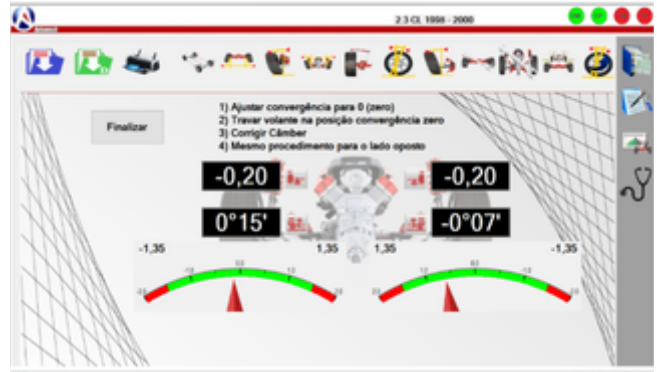 2.3 CL 1998 - 2000
Finalizar
1) Ajustar convergência para 0 (zero)
2) Travar volante na posição convergência zero
3) Corrigir Câmber
4) Mesmo procedimento para o lado oposto
-0,20
-0,20
0°15'
-0°07'
-1,35
1,35
1,35
-1,35